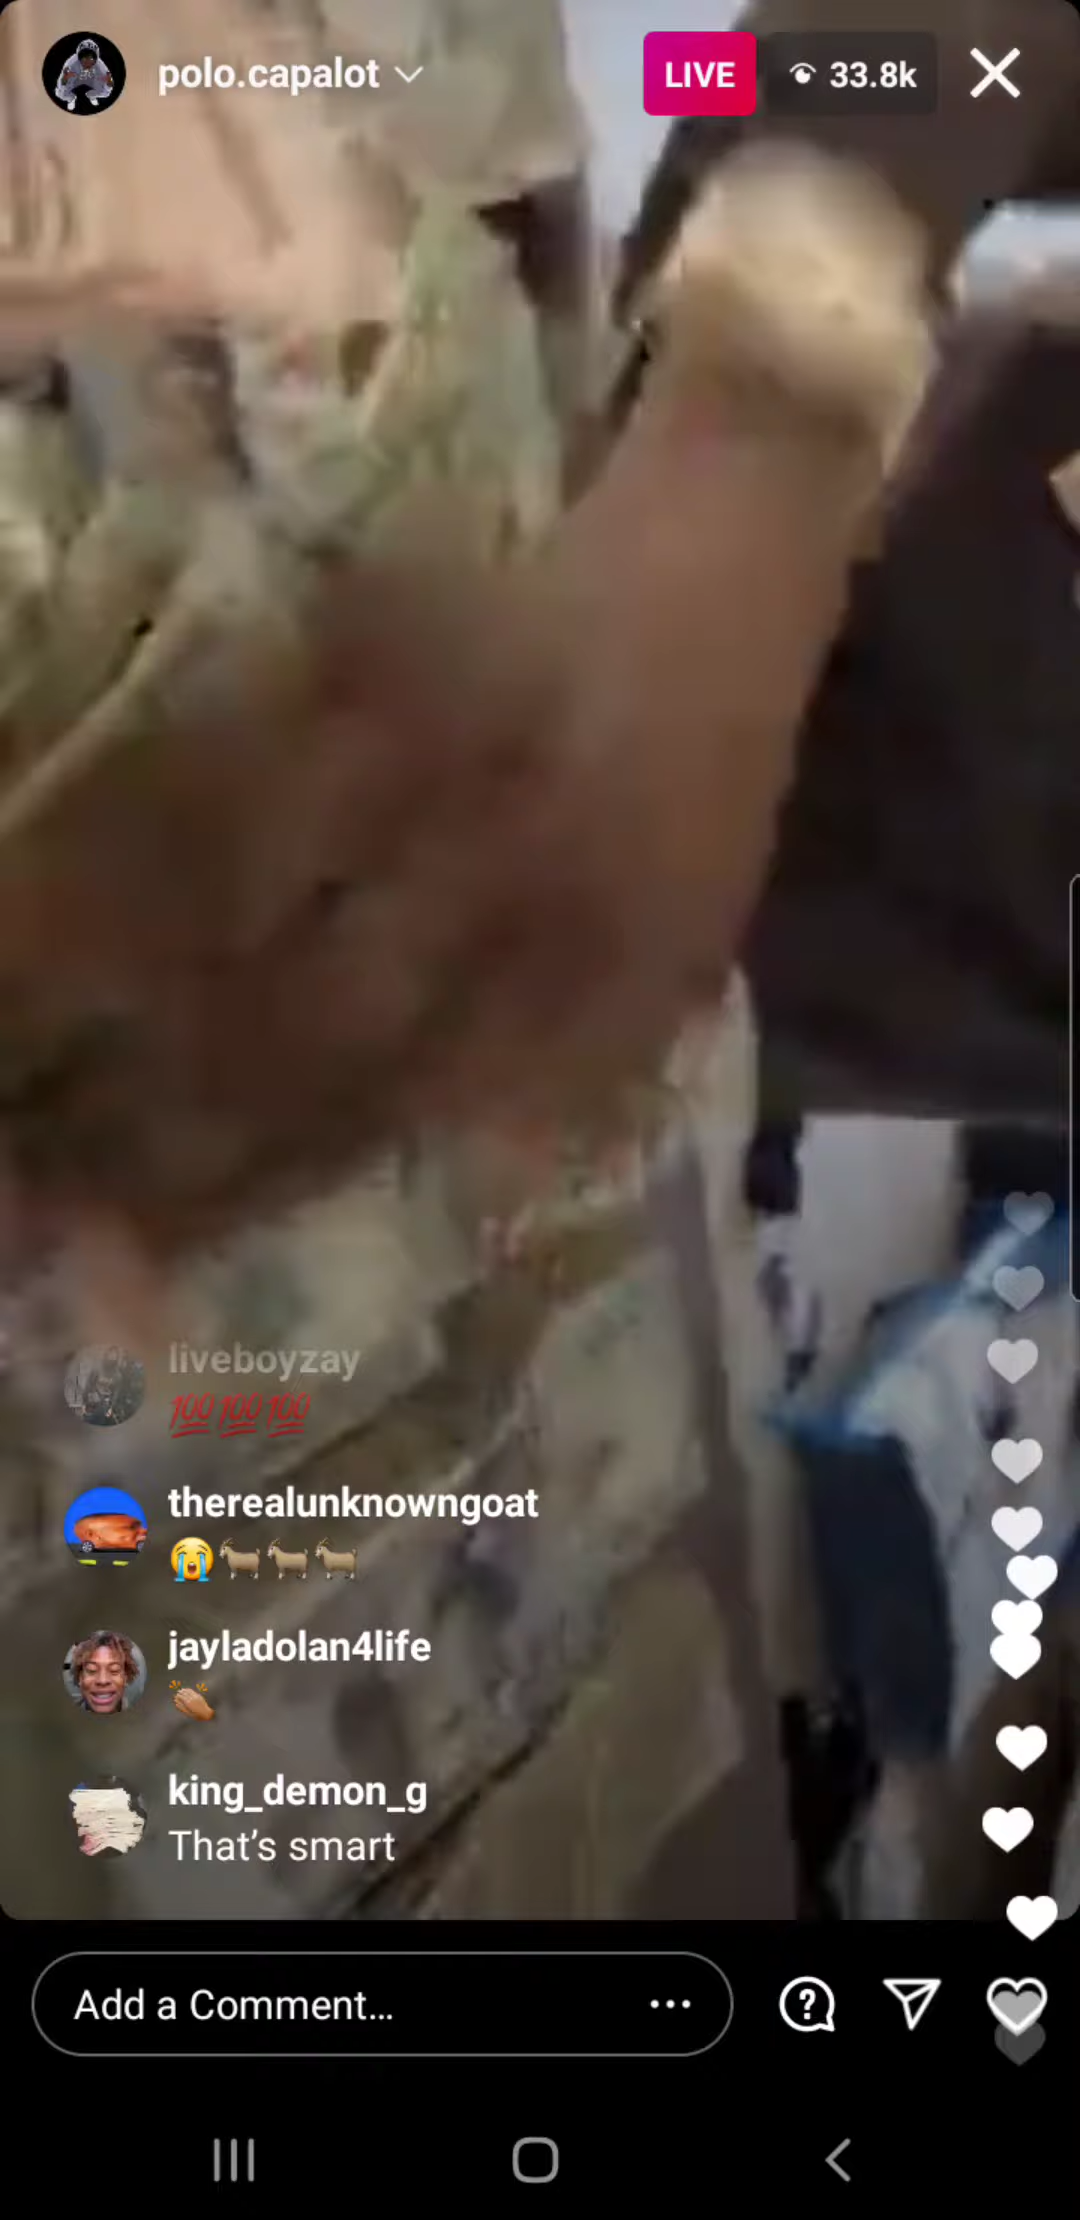 polo.capalot
LIVE 33.8k
liveboyzay
💯💯💯
therealunknowngoat
😭🐐🐐🐐
jayladolan4life
👏🏽
king_demon_g
That’s smart
Add a Comment...